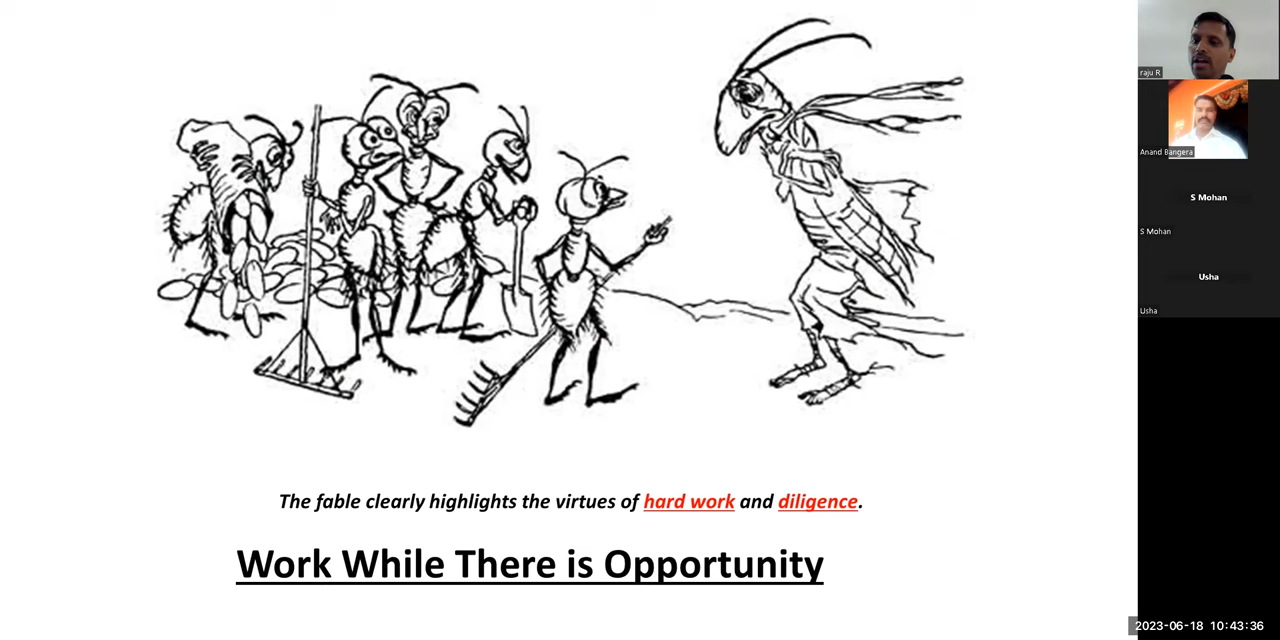 The fable clearly highlights the virtues of hard work and diligence.
Work While There is Opportunity
raju R
Anand Bangera
S Mohan
S Mohan
Usha
Usha
2023-06-18 10:43:36